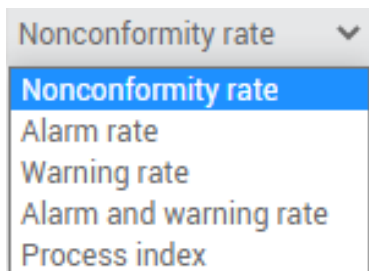 Nonconformity rate
Nonconformity rate
Alarm rate
Warning rate
Alarm and warning rate
Process index